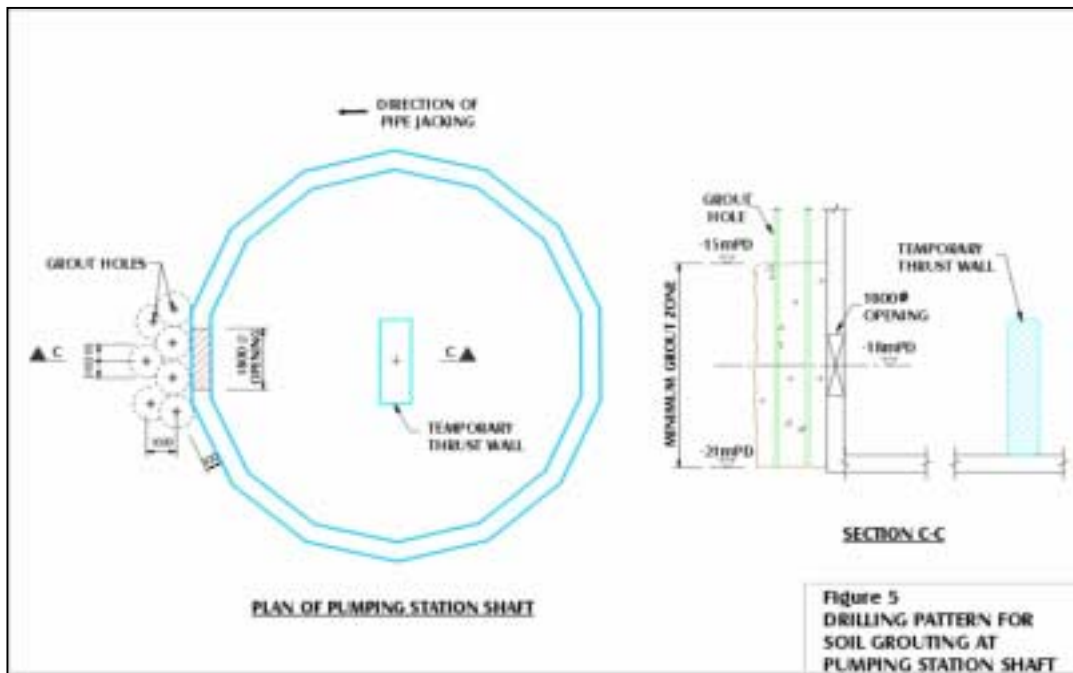 DIRECTION OF
PIPE JACKING
GROUT HOLES
C
C
1800 Ø
OPENING
TEMPORARY
THRUST WALL
PLAN OF PUMPING STATION SHAFT
GROUT
HOLE
-15mPD
MINIMUM GROUT ZONE
-21mPD
TEMPORARY
THRUST WALL
OPENING
-18mPD
SECTION C-C
Figure 5
DRILLING PATTERN FOR
SOIL GROUTING AT
PUMPING STATION SHAFT